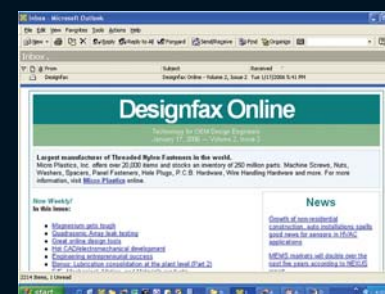 Inbox - Microsoft Outlook
File Edit View Favorites Tools Actions Help
New Reply Reply to All Forward Send/Receive Find Organize
Inbox
From Subject Received
Designfax Designfax Online - Volume 2, Issue 2 Tue 1/17/2006 5:41 PM
Designfax Online
Technology for OEM Design Engineers
January 17, 2006 — Volume 2, Issue 2
Largest manufacturer of Threaded Nylon Fasteners in the world.
Micro Plastics, Inc. offers over 20,000 items and stocks an inventory of 250 million parts. Machine Screws, Nuts,
Washers, Spacers, Panel Fasteners, Hole Plugs, P.C.B. Hardware, Wire Handling Hardware and more. For more
information, visit Micro Plastics online.
Now Weekly!
In this issue:
Magnesium gets tough
Quadrasonic Array leak testing
Great online design tools
Hot CAD/electromechanical development
Engineering entrepreneurial success
Lubrication consolidation at the plant level (Part 2)
News
Growth of non-residential
construction, auto installations spells
good news for sensors in HVAC
applications
MEMS markets will double over the
next five years according to NEXUS
2214 Items, 1 Unread
start